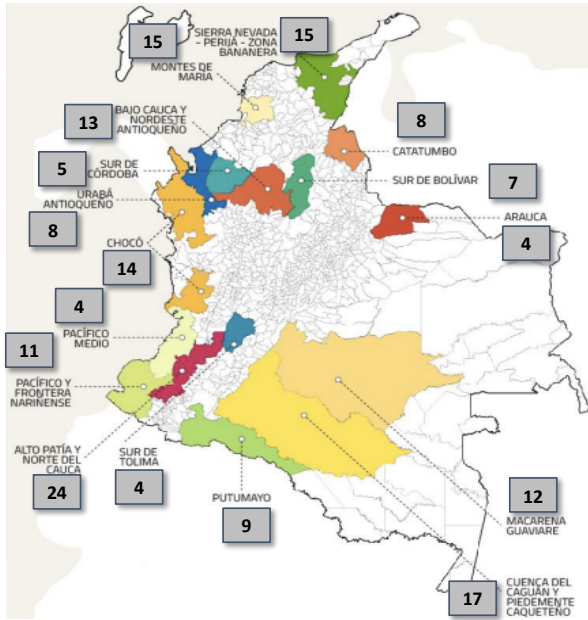 15
SIERRA NEVADA
- PERIJÁ - ZONA
BANANERA
15
MONTES DE
MARÍA
13
BAJO CAUCA Y
NORDESTE
ANTIOQUEÑO
8
CATATUMBO
5
SUR DE
CÓRDOBA
SUR DE BOLÍVAR
7
URABÁ
ANTIOQUEÑO
8
ARAUCA
4
CHOCÓ
14
4
PACÍFICO
MEDIO
11
PACÍFICO Y
FRONTERA
NARIÑENSE
ALTO PATÍA Y
NORTE DEL
CAUCA
24
SUR DE
TOLIMA
4
PUTUMAYO
9
12
MACARENA
GUAVIARE
17
CUENCA DEL
CAGUÁN Y
PIEDEMENTE
CAQUETEÑO